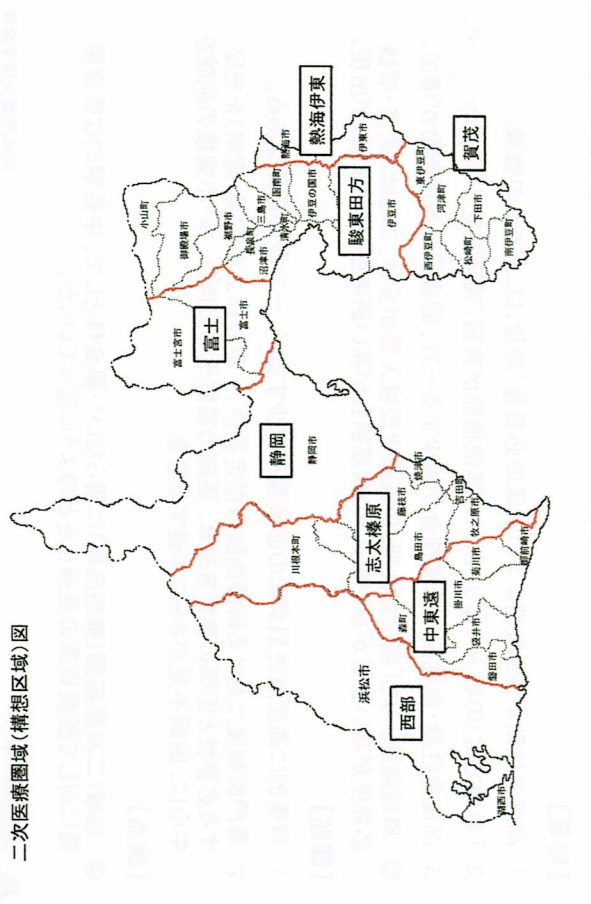 二次医療圏域(構想区域)図
西部
浜松市
湖西市
中東遠
森町
磐田市
袋井市
掛川市
菊川市
御前崎市
志太榛原
川根本町
島田市
藤枝市
焼津市
吉田町
牧之原市
静岡
静岡市
富士
富士宮市
富士市
駿東田方
小山町
御殿場市
裾野市
長泉町
三島市
沼津市
清水町
函南町
伊豆の国市
伊豆市
熱海伊東
熱海市
伊東市
賀茂
東伊豆町
河津町
西伊豆町
松崎町
下田市
南伊豆町